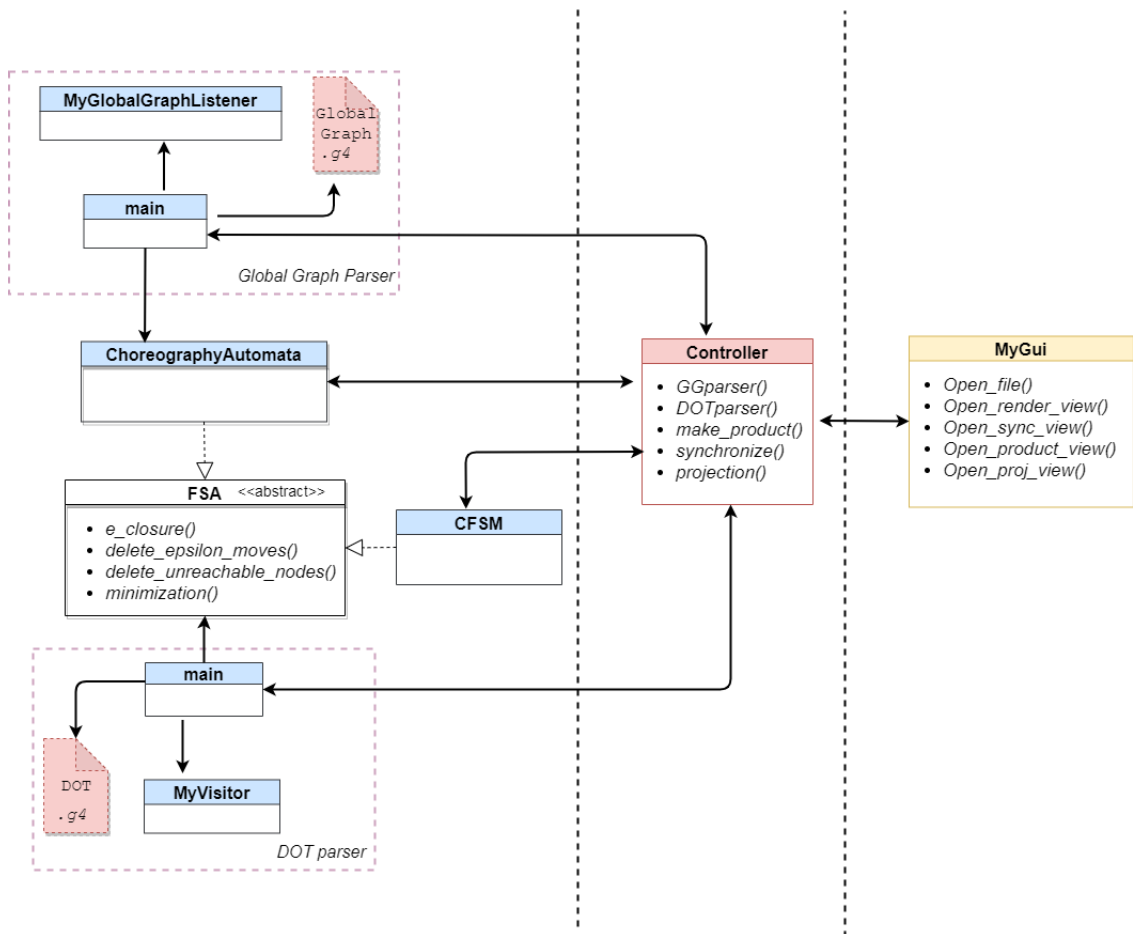 MyGlobalGraphListener
Global
Graph
.g4
main
Global Graph Parser
ChoreographyAutomata
Controller
• GGparser()
• DOTparser()
• make_product()
• synchronize()
• projection()
MyGui
• Open_file()
• Open_render_view()
• Open_sync_view()
• Open_product_view()
• Open_proj_view()
FSA <<abstract>>
• e_closure()
• delete_epsilon_moves()
• delete_unreachable_nodes()
• minimization()
CFSM
main
DOT
.g4
MyVisitor
DOT parser